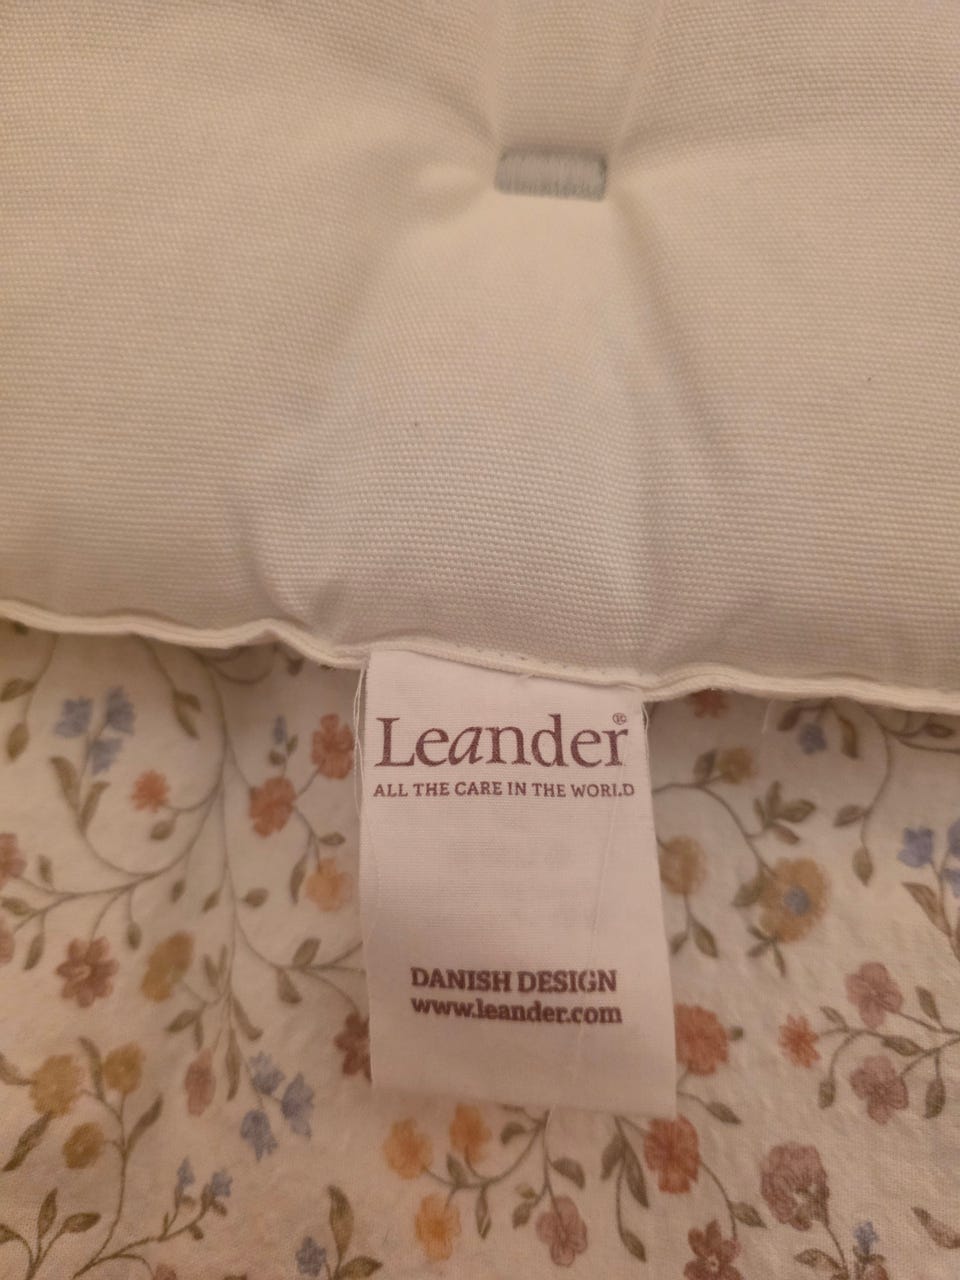 Leander®
ALL THE CARE IN THE WORLD
DANISH DESIGN
www.leander.com